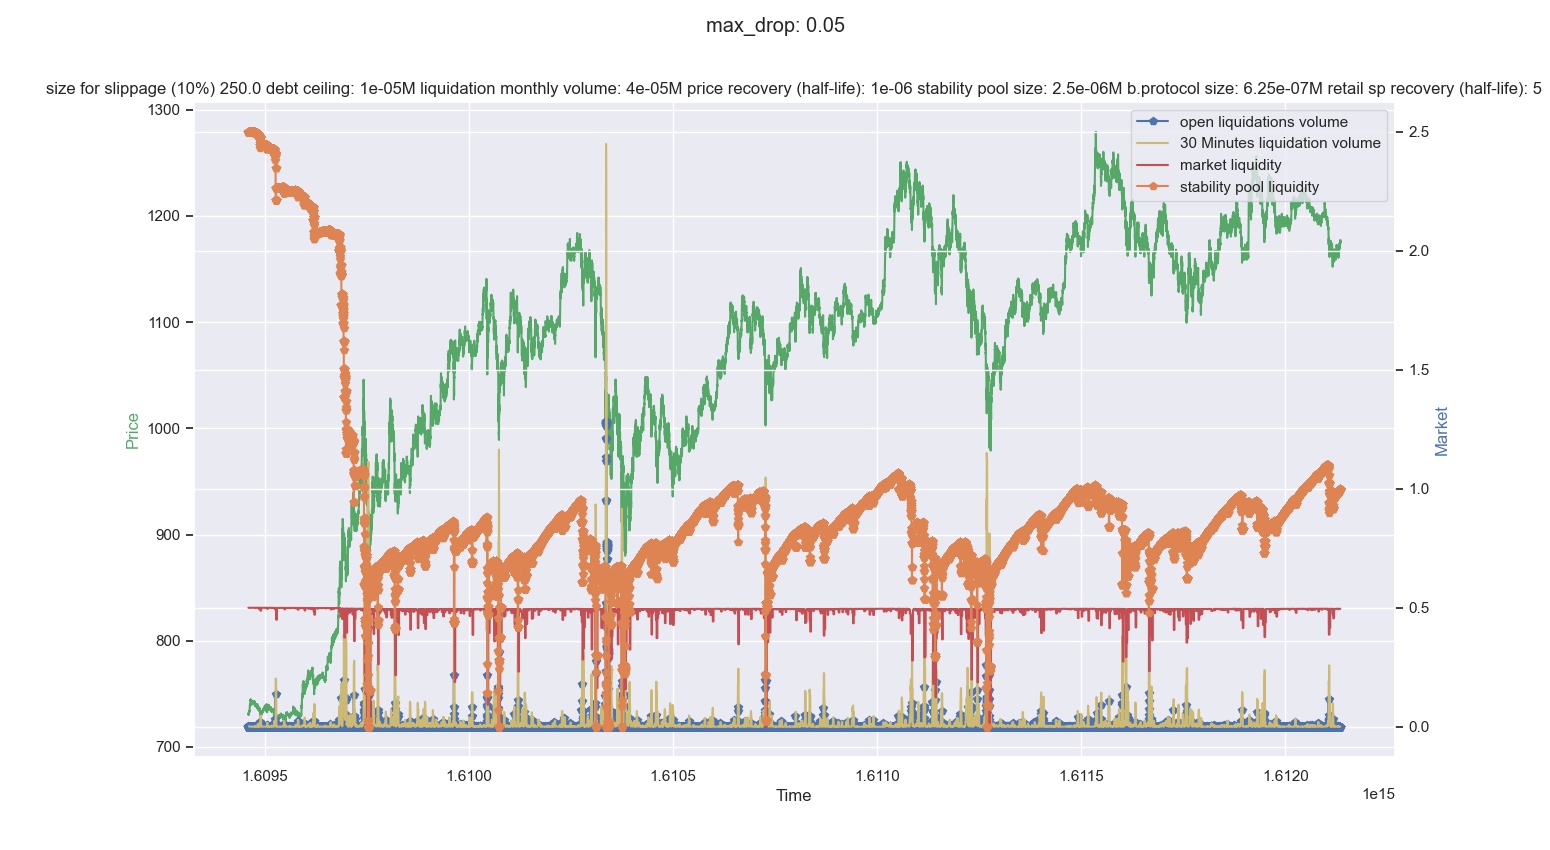 max_drop: 0.05
size for slippage (10%) 250.0 debt ceiling: 1e-05M liquidation monthly volume: 4e-05M price recovery (half-life): 1e-06 stability pool size: 2.5e-06M b.protocol size: 6.25e-07M retail sp recovery (half-life): 5
open liquidations volume
30 Minutes liquidation volume
market liquidity
stability pool liquidity
1300
1200
1100
1000
900
800
700
Price
2.5
2.0
1.5
1.0
0.5
0.0
Market
1.6095 1.6100 1.6105 1.6110 1.6115 1.6120
Time
1e15